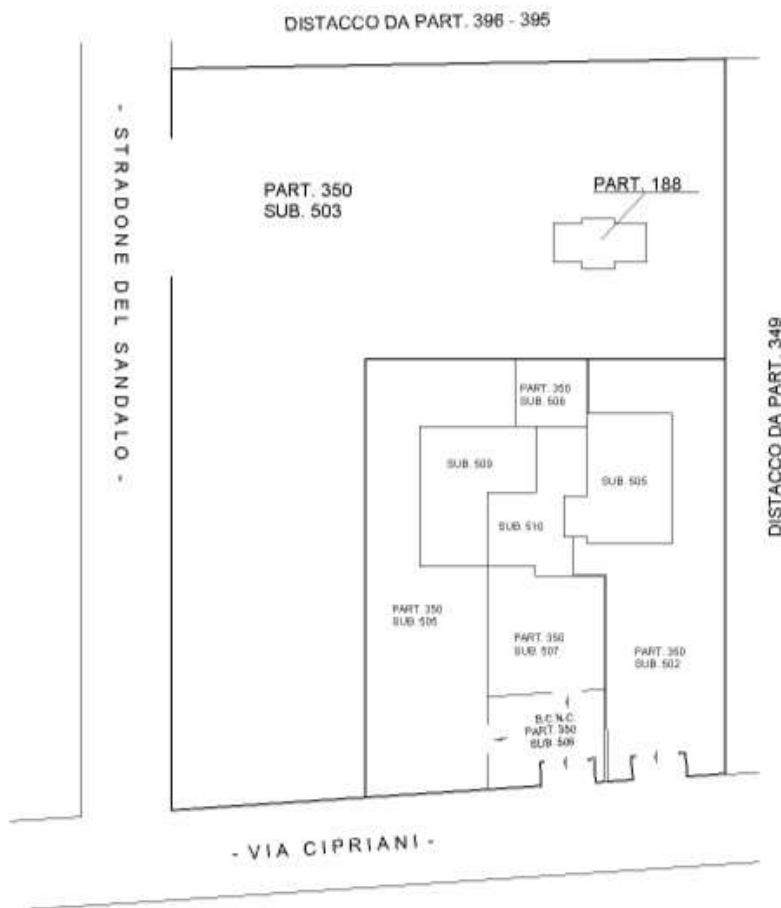 DISTACCO DA PART. 396 - 395
- STRADONE DEL SANDALO -
PART. 350
SUB. 503
PART. 188
DISTACCO DA PART. 349
PART. 350
SUB. 508
SUB. 509
SUB. 505
SUB. 510
PART. 350
SUB. 505
PART. 350
SUB. 507
PART. 350
SUB. 502
B.C.N.C.
PART. 350
SUB. 506
- VIA CIPRIANI -